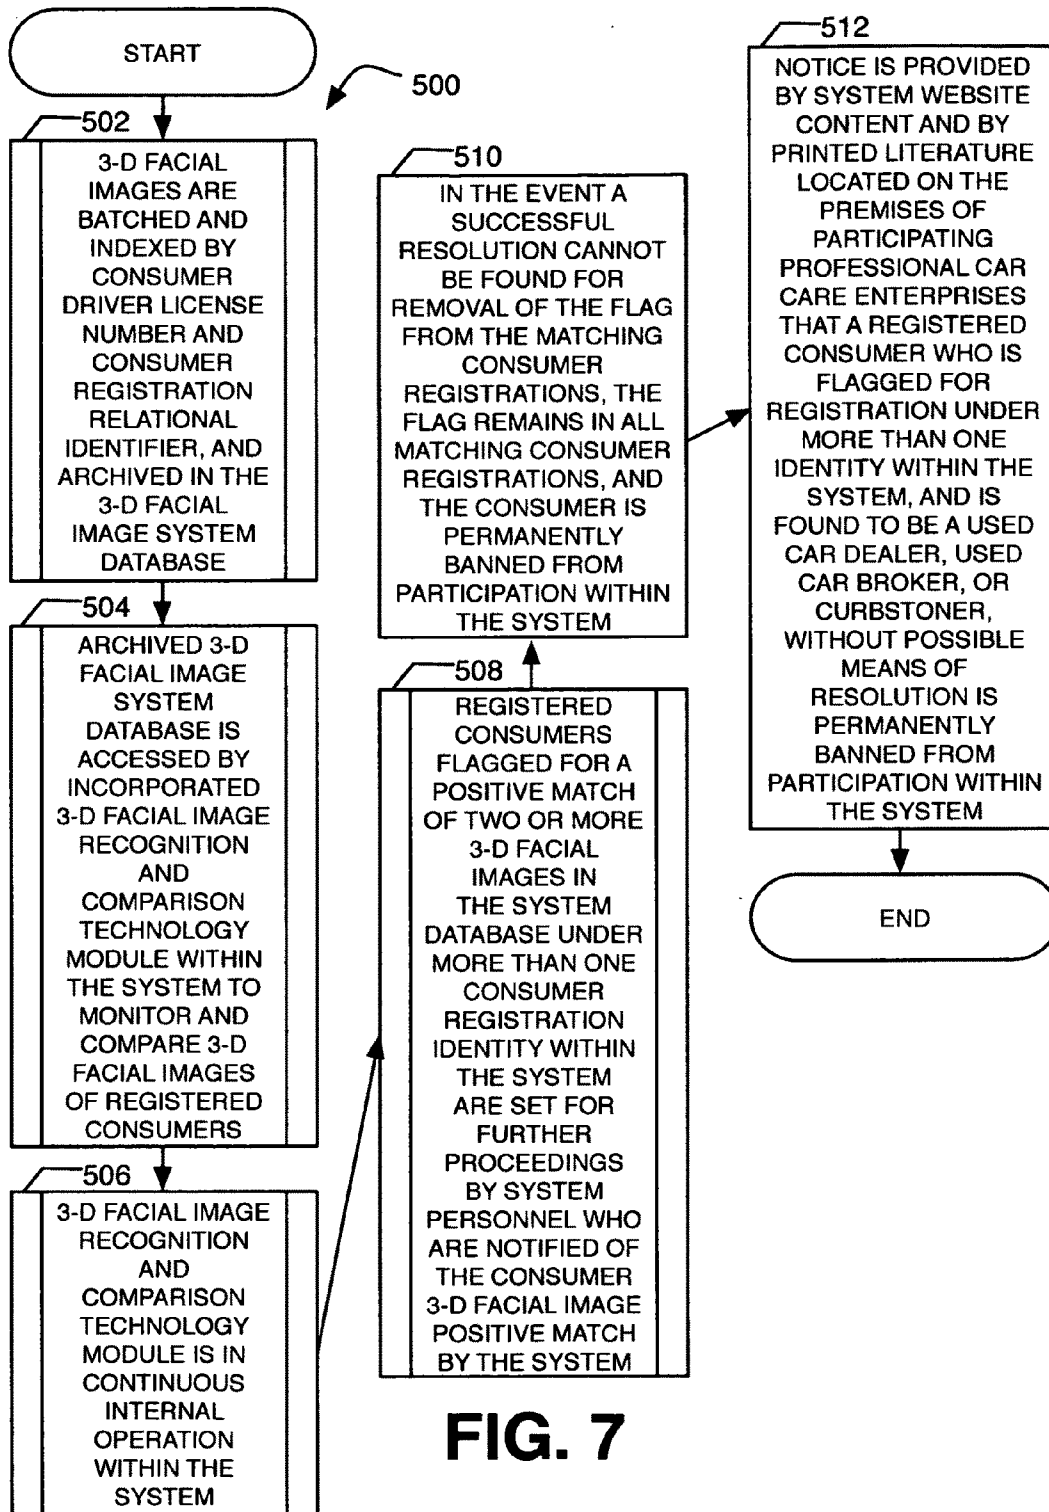 START
500
502
3-D FACIAL
IMAGES ARE
BATCHED AND
INDEXED BY
CONSUMER
DRIVER LICENSE
NUMBER AND
CONSUMER
REGISTRATION
RELATIONAL
IDENTIFIER, AND
ARCHIVED IN THE
3-D FACIAL
IMAGE SYSTEM
DATABASE
504
ARCHIVED 3-D
FACIAL IMAGE
SYSTEM
DATABASE IS
ACCESSED BY
INCORPORATED
3-D FACIAL IMAGE
RECOGNITION
AND
COMPARISON
TECHNOLOGY
MODULE WITHIN
THE SYSTEM TO
MONITOR AND
COMPARE 3-D
FACIAL IMAGES
OF REGISTERED
CONSUMERS
506
3-D FACIAL IMAGE
RECOGNITION
AND
COMPARISON
TECHNOLOGY
MODULE IS IN
CONTINUOUS
INTERNAL
OPERATION
WITHIN THE
SYSTEM
508
REGISTERED
CONSUMERS
FLAGGED FOR A
POSITIVE MATCH
OF TWO OR MORE
3-D FACIAL
IMAGES IN
THE SYSTEM
DATABASE UNDER
MORE THAN ONE
CONSUMER
REGISTRATION
IDENTITY WITHIN
THE SYSTEM
ARE SET FOR
FURTHER
PROCEEDINGS
BY SYSTEM
PERSONNEL WHO
ARE NOTIFIED OF
THE CONSUMER
3-D FACIAL IMAGE
POSITIVE MATCH
BY THE SYSTEM
510
IN THE EVENT A
SUCCESSFUL
RESOLUTION CANNOT
BE FOUND FOR
REMOVAL OF THE FLAG
FROM THE MATCHING
CONSUMER
REGISTRATIONS, THE
FLAG REMAINS IN ALL
MATCHING CONSUMER
REGISTRATIONS, AND
THE CONSUMER IS
PERMANENTLY
BANNED FROM
PARTICIPATION WITHIN
THE SYSTEM
512
NOTICE IS PROVIDED
BY SYSTEM WEBSITE
CONTENT AND BY
PRINTED LITERATURE
LOCATED ON THE
PREMISES OF
PARTICIPATING
PROFESSIONAL CAR
CARE ENTERPRISES
THAT A REGISTERED
CONSUMER WHO IS
FLAGGED FOR
REGISTRATION UNDER
MORE THAN ONE
IDENTITY WITHIN THE
SYSTEM, AND IS
FOUND TO BE A USED
CAR DEALER, USED
CAR BROKER, OR
CURBSTONER,
WITHOUT POSSIBLE
MEANS OF
RESOLUTION IS
PERMANENTLY
BANNED FROM
PARTICIPATION WITHIN
THE SYSTEM
END
FIG. 7